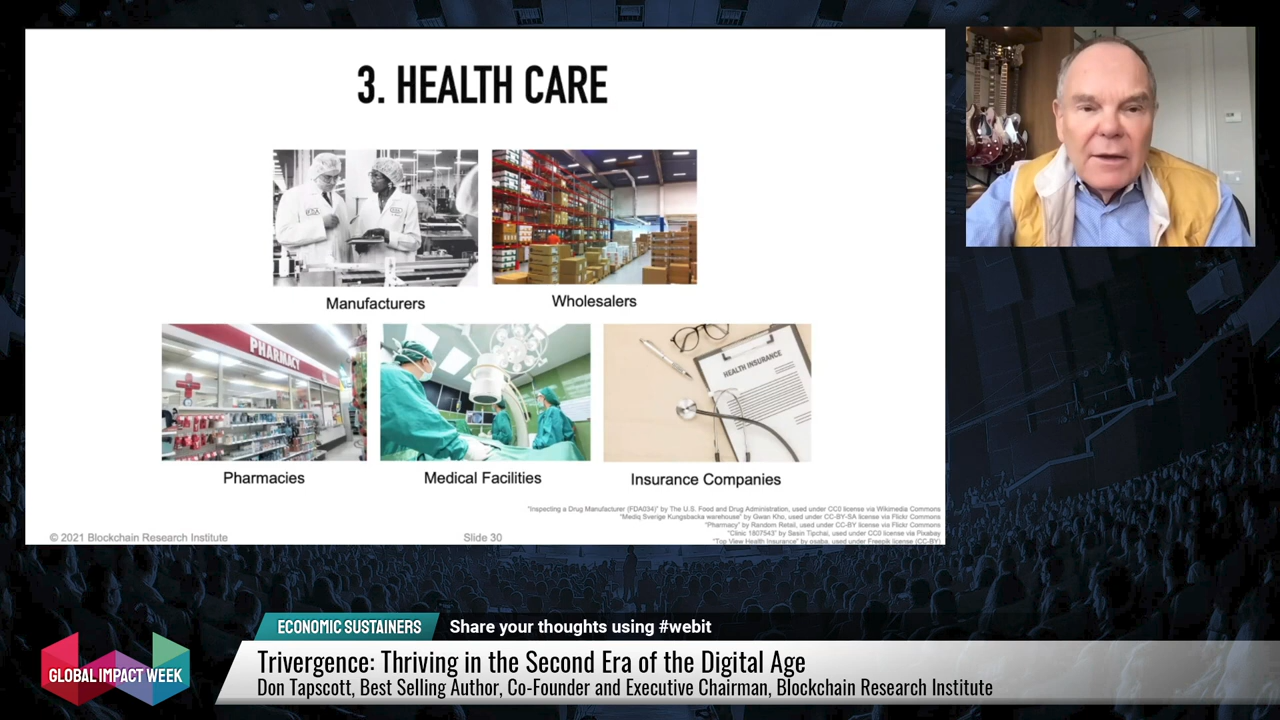 3. HEALTH CARE
Manufacturers
Wholesalers
PHARMACY
HEALTH INSURANCE
Pharmacies
Medical Facilities
Insurance Companies
"Inspecting a Drug Manufacturer (FDA034)" by The U.S. Food and Drug Administration, used under CC0 license via Wikimedia Commons
"Mediq Sverige Kungsbacka warehouse" by Gwan Kho, used under CC-BY-SA license via Flickr Commons
"Pharmacy" by Random Retail, used under CC-BY license via Flickr Commons
"Clinic 1807543" by Sasin Tipchai, used under CC0 license via Pixabay
"Top View Health Insurance" by osaba, used under Freepik license (CC-BY)
© 2021 Blockchain Research Institute
Slide 30
ECONOMIC SUSTAINERS
Share your thoughts using #webit
GLOBAL IMPACT WEEK
Trivergence: Thriving in the Second Era of the Digital Age
Don Tapscott, Best Selling Author, Co-Founder and Executive Chairman, Blockchain Research Institute